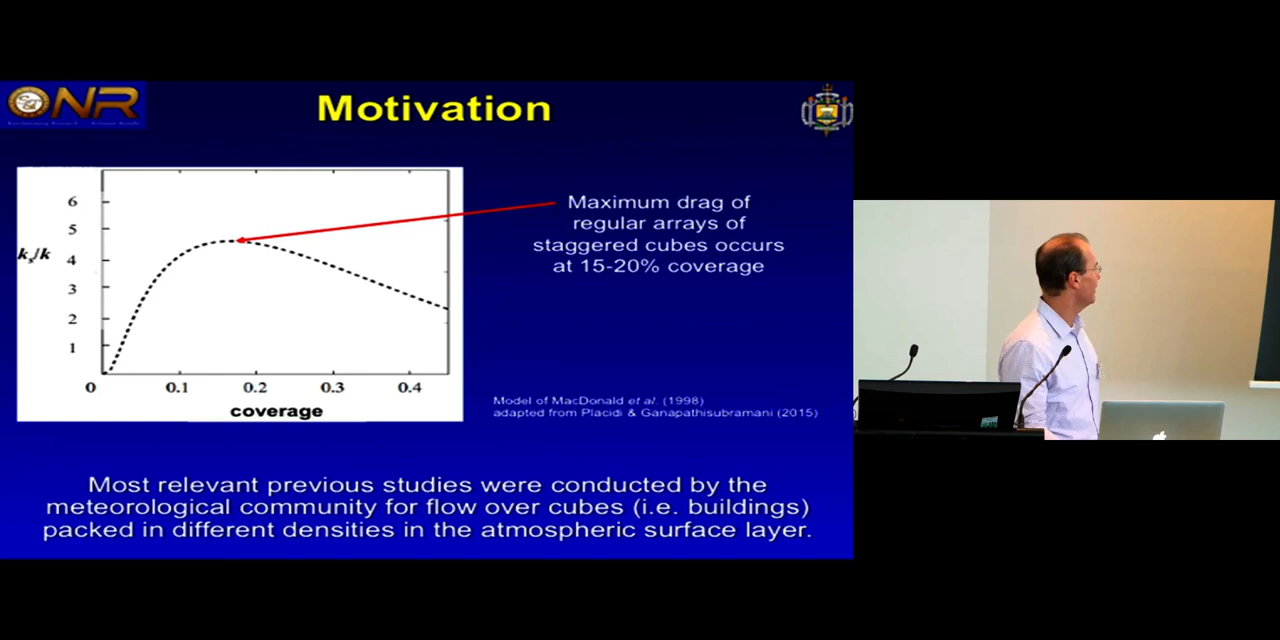 ONR
Motivation
6
5
4
3
2
1
k_s/k
0 0.1 0.2 0.3 0.4
coverage
Maximum drag of
regular arrays of
staggered cubes occurs
at 15-20% coverage
Model of MacDonald et al. (1998)
adapted from Placidi & Ganapathisubramani (2015)
Most relevant previous studies were conducted by the
meteorological community for flow over cubes (i.e. buildings)
packed in different densities in the atmospheric surface layer.